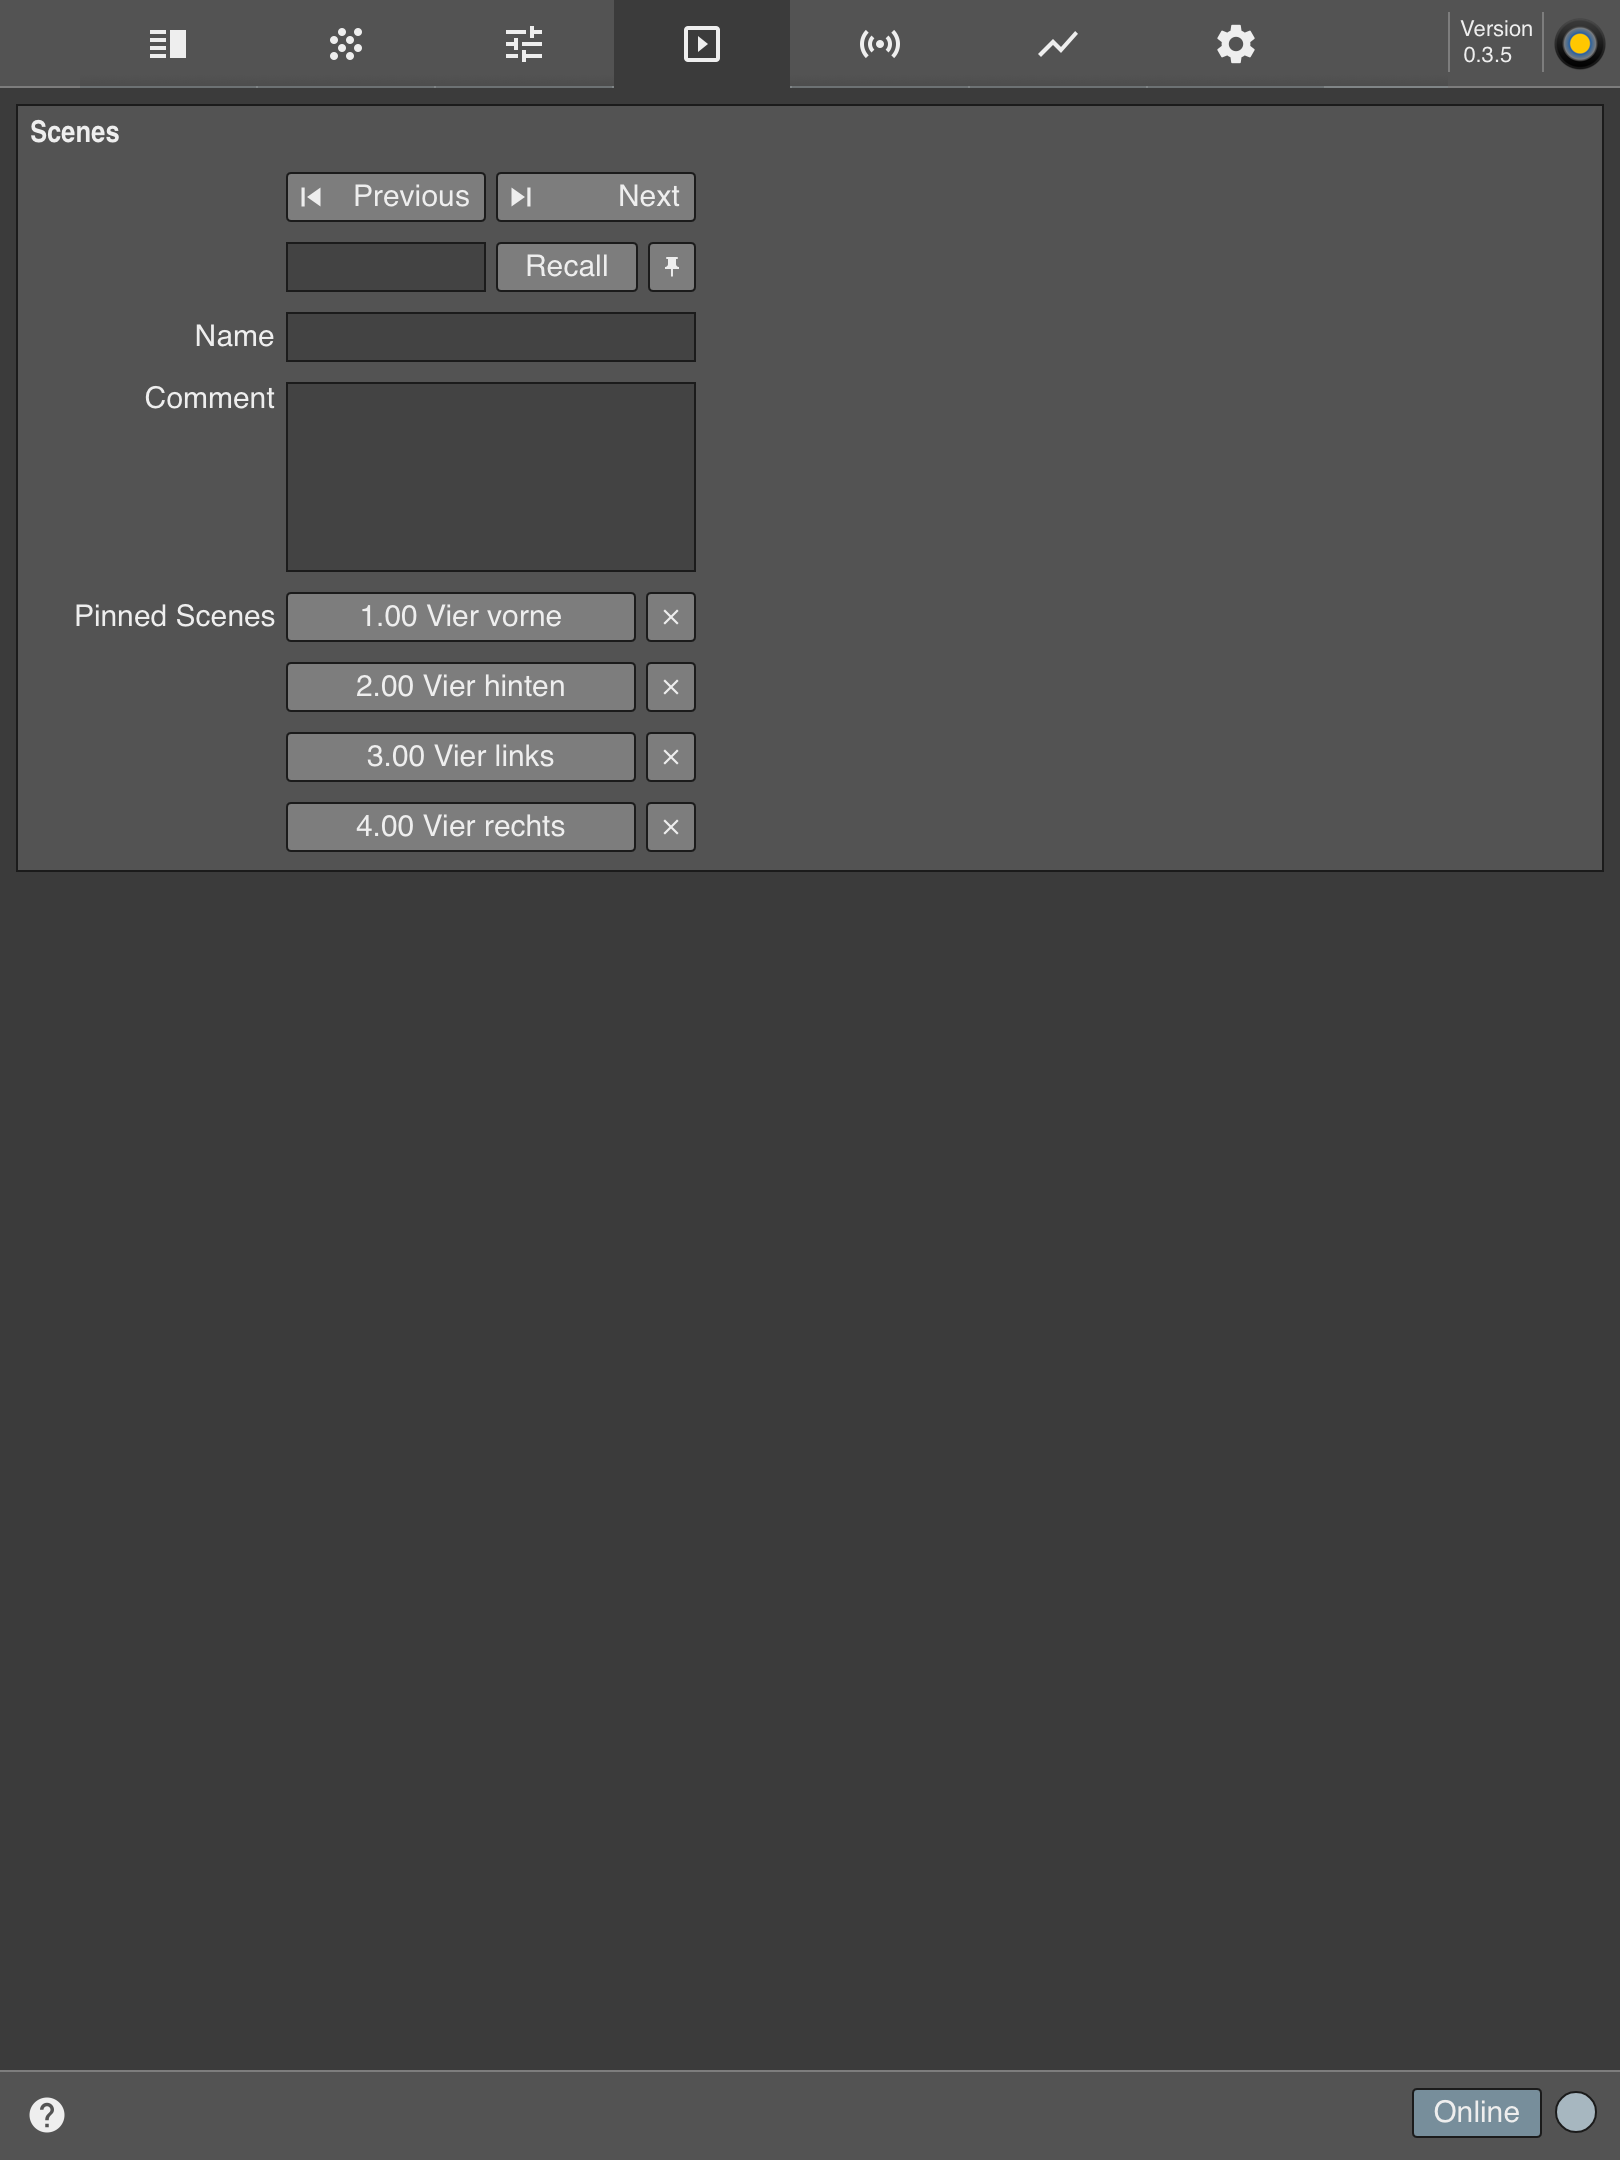 Version
0.3.5
Scenes
Previous
Next
Recall
Name
Comment
Pinned Scenes
1.00 Vier vorne
2.00 Vier hinten
3.00 Vier links
4.00 Vier rechts
Online